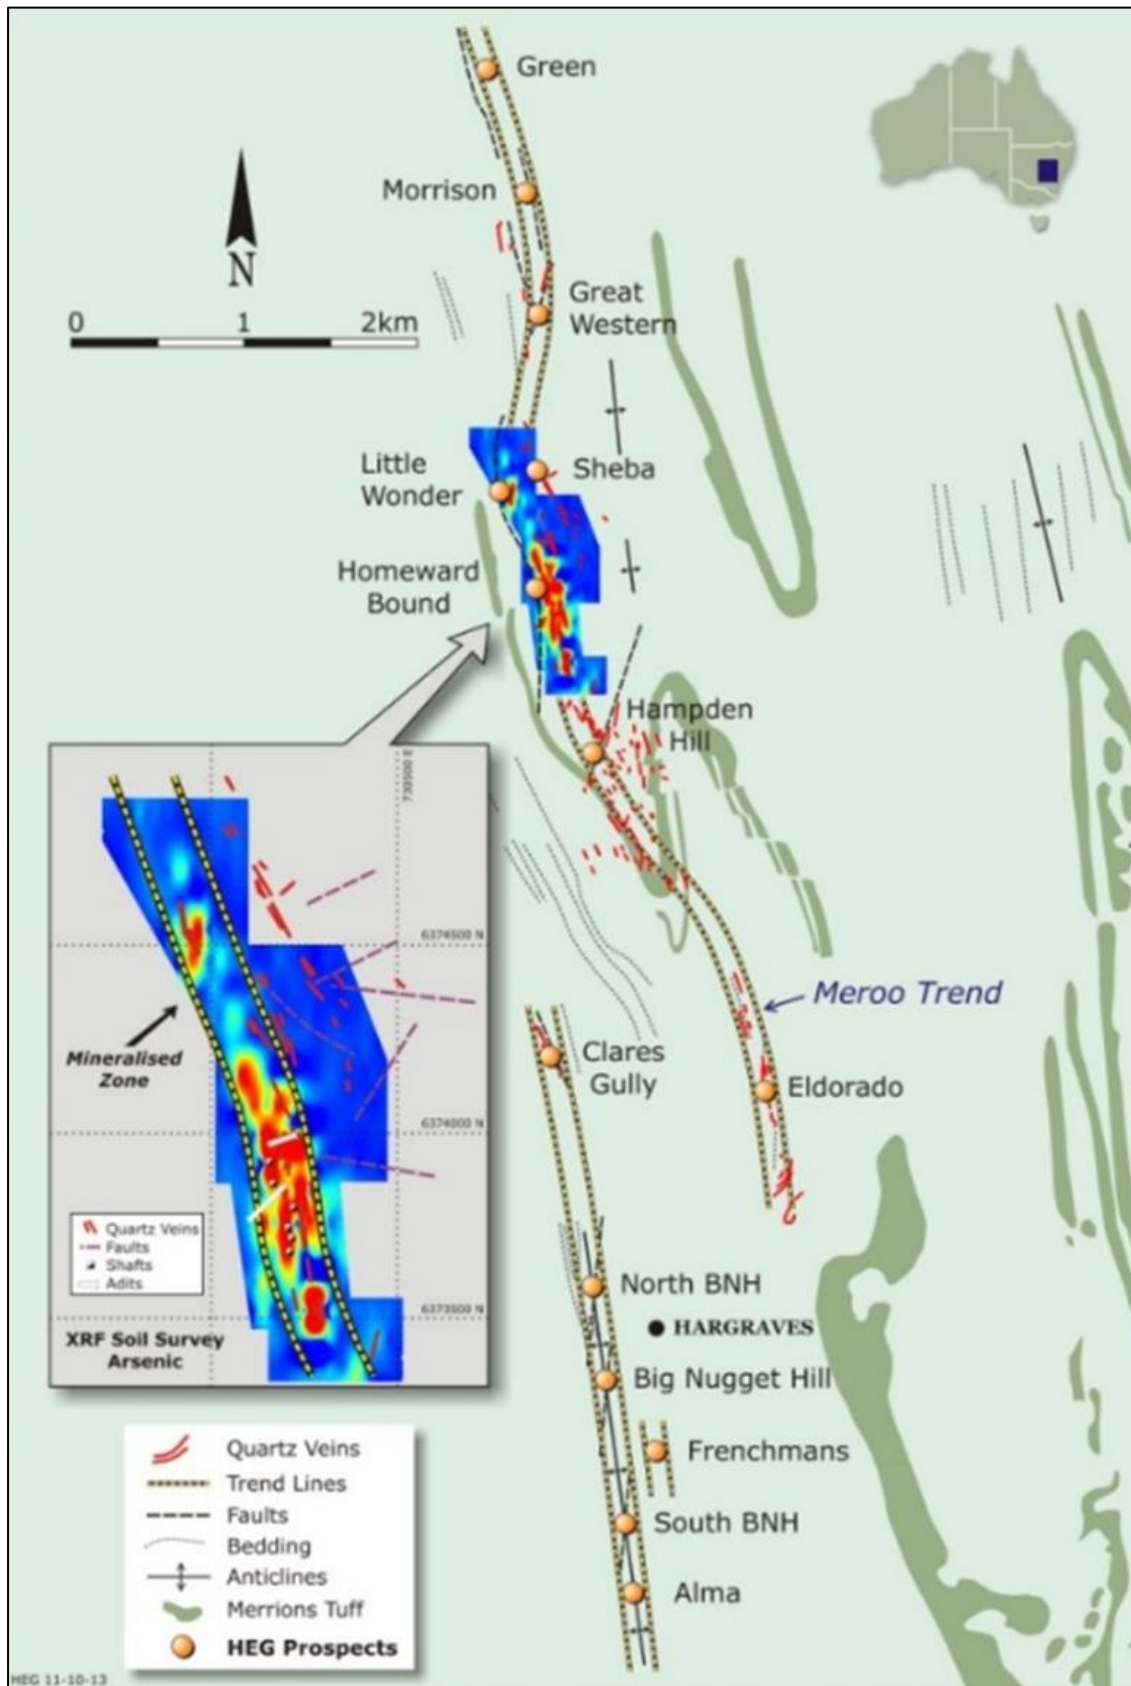 Green
Morrison
N
0 1 2km
Great
Western
Little
Wonder
Sheba
Homeward
Bound
Hampden
Hill
730500 E
6374500 N
Mineralised
Zone
6374000 N
Quartz Veins
Faults
Shafts
Adits
6373500 N
XRF Soil Survey
Arsenic
Meroo Trend
Clares
Gully
Eldorado
North BNH
HARGRAVES
Big Nugget Hill
Frenchmans
South BNH
Alma
Quartz Veins
Trend Lines
Faults
Bedding
Anticlines
Merrions Tuff
HEG Prospects
HEG 11-10-13